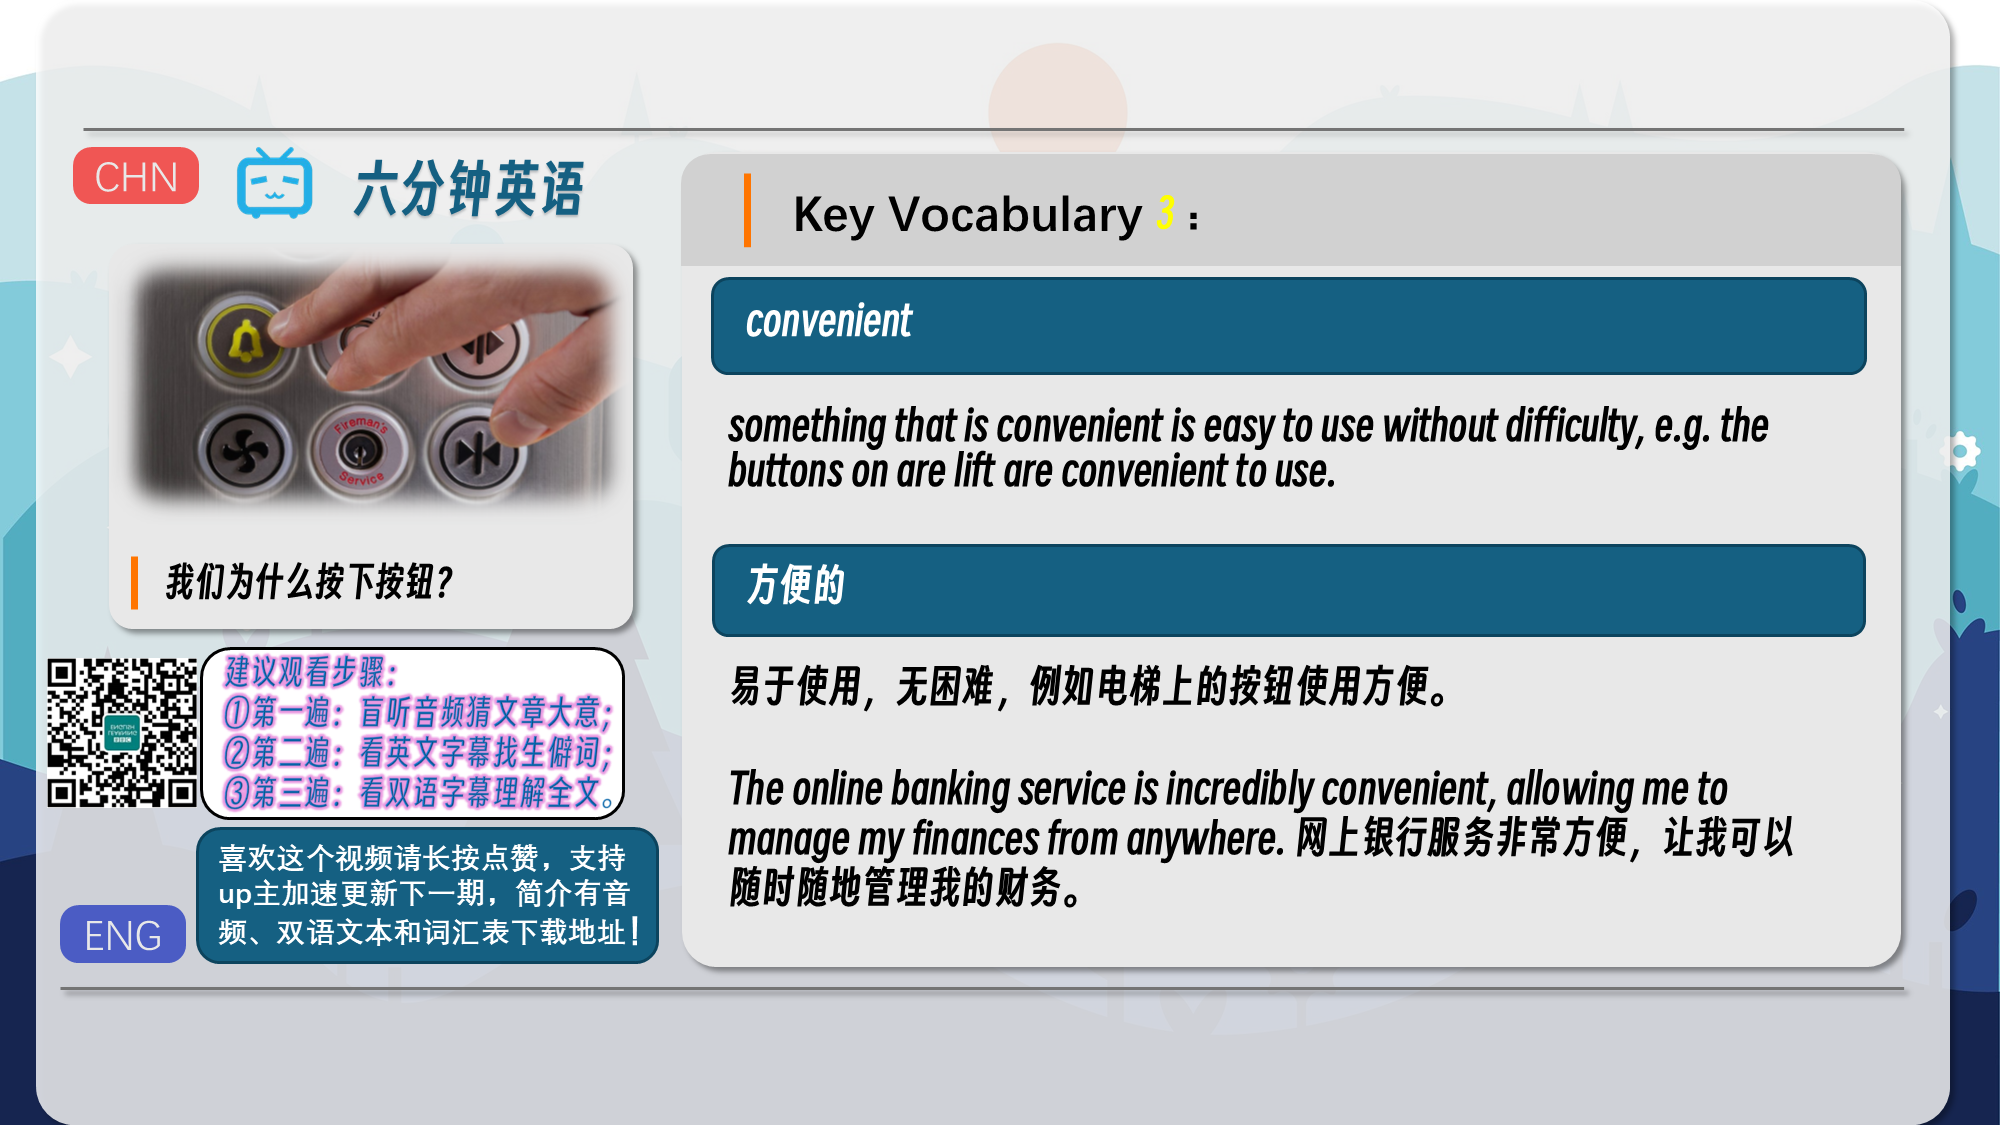 CHN
六分钟英语
Fireman's
Service
我们为什么按下按钮？
建议观看步骤：
①第一遍：盲听音频猜文章大意；
②第二遍：看英文字幕找生僻词；
③第三遍：看双语字幕理解全文。
喜欢这个视频请长按点赞，支持
up主加速更新下一期，简介有音
频、双语文本和词汇表下载地址！
ENG
Key Vocabulary 3：
convenient
something that is convenient is easy to use without difficulty, e.g. the
buttons on are lift are convenient to use.
方便的
易于使用，无困难，例如电梯上的按钮使用方便。
The online banking service is incredibly convenient, allowing me to
manage my finances from anywhere. 网上银行服务非常方便，让我可以
随时随地管理我的财务。